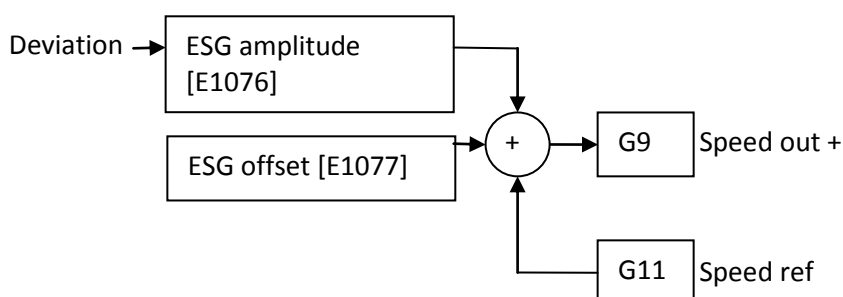 Deviation
ESG amplitude
[E1076]
ESG offset [E1077]
+
G9
Speed out +
G11
Speed ref